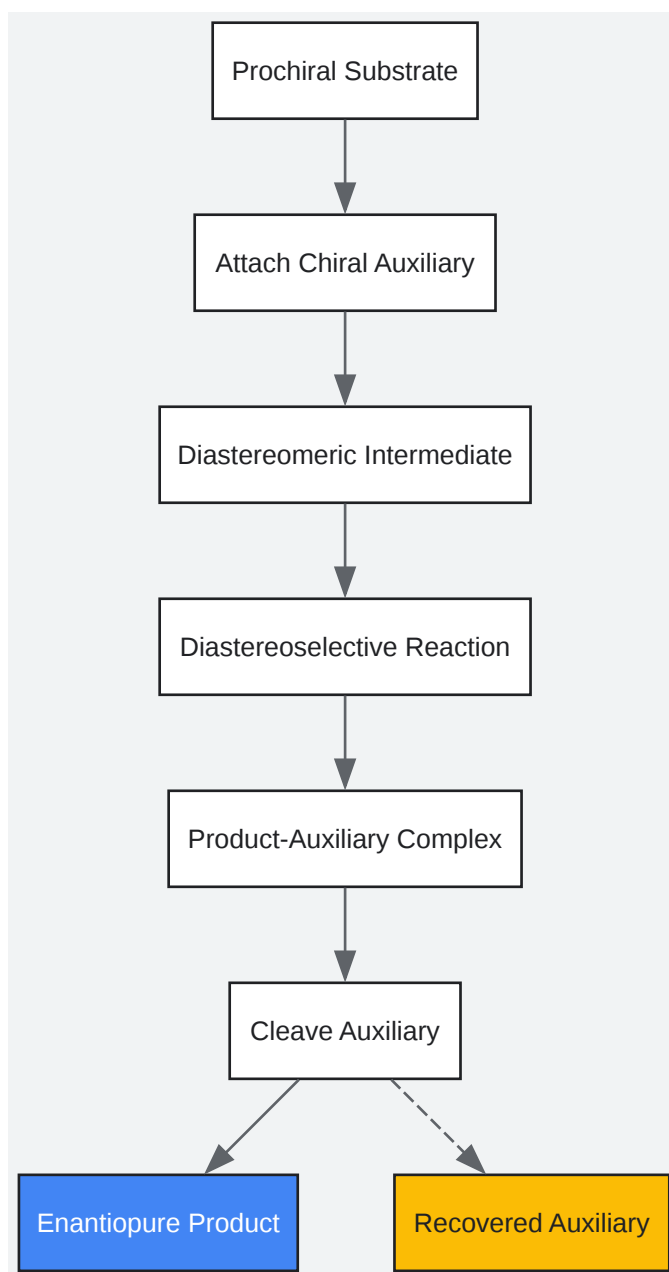 Prochiral Substrate
Attach Chiral Auxiliary
Diastereomeric Intermediate
Diastereoselective Reaction
Product-Auxiliary Complex
Cleave Auxiliary
Enantiopure Product
Recovered Auxiliary